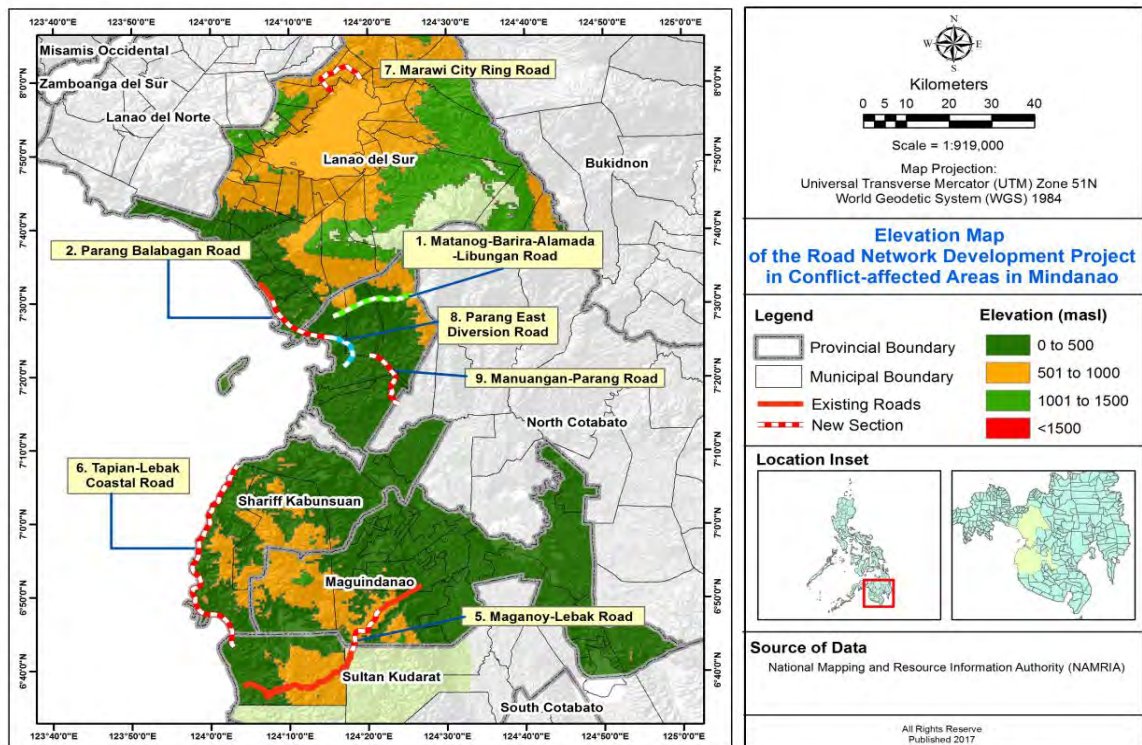 123°40'0"E 123°50'0"E 124°0'0"E 124°10'0"E 124°20'0"E 124°30'0"E 124°40'0"E 124°50'0"E 125°0'0"E
Misamis Occidental
7. Marawi City Ring Road
8°0'0"N
8°0'0"N
Zamboanga del Sur
Lanao del Norte
Lanao del Sur
Bukidnon
7°50'0"N
7°50'0"N
7°40'0"N
7°40'0"N
2. Parang Balabagan Road
1. Matanog-Barira-Alamada
-Libungan Road
7°30'0"N
7°30'0"N
8. Parang East
Diversion Road
7°20'0"N
7°20'0"N
9. Manuangan-Parang Road
North Cotabato
7°10'0"N
7°10'0"N
6. Tapian-Lebak
Coastal Road
Shariff Kabunsuan
7°0'0"N
7°0'0"N
Maguindanao
6°50'0"N
6°50'0"N
5. Maganoy-Lebak Road
6°40'0"N
6°40'0"N
Sultan Kudarat
South Cotabato
123°40'0"E 123°50'0"E 124°0'0"E 124°10'0"E 124°20'0"E 124°30'0"E 124°40'0"E 124°50'0"E 125°0'0"E
N
W E
S
Kilometers
0 5 10 20 30 40
Scale = 1:919,000
Map Projection:
Universal Transverse Mercator (UTM) Zone 51N
World Geodetic System (WGS) 1984
Elevation Map
of the Road Network Development Project
in Conflict-affected Areas in Mindanao
Legend
Provincial Boundary
Municipal Boundary
Existing Roads
New Section
Elevation (masl)
0 to 500
501 to 1000
1001 to 1500
<1500
Location Inset
Source of Data
National Mapping and Resource Information Authority (NAMRIA)
All Rights Reserve
Published 2017